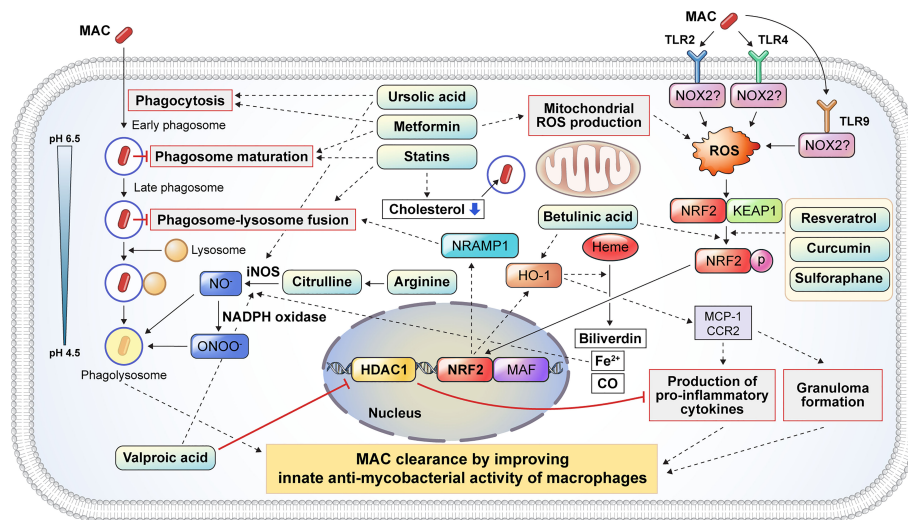 MAC
MAC
TLR2
TLR4
NOX2?
NOX2?
TLR9
NOX2?
ROS
Phagocytosis
Early phagosome
pH 6.5
Phagosome maturation
Late phagosome
Phagosome-lysosome fusion
Lysosome
pH 4.5
Phagolysosome
Ursolic acid
Metformin
Statins
Cholesterol
Mitochondrial
ROS production
NRF2
KEAP1
NRF2
p
Resveratrol
Curcumin
Sulforaphane
Betulinic acid
Heme
HO-1
NRAMP1
NO-
iNOS
Citrulline
Arginine
NADPH oxidase
ONOO-
Biliverdin
Fe2+
CO
MCP-1
CCR2
HDAC1
NRF2
MAF
Nucleus
Production of
pro-inflammatory
cytokines
Granuloma
formation
Valproic acid
MAC clearance by improving
innate anti-mycobacterial activity of macrophages